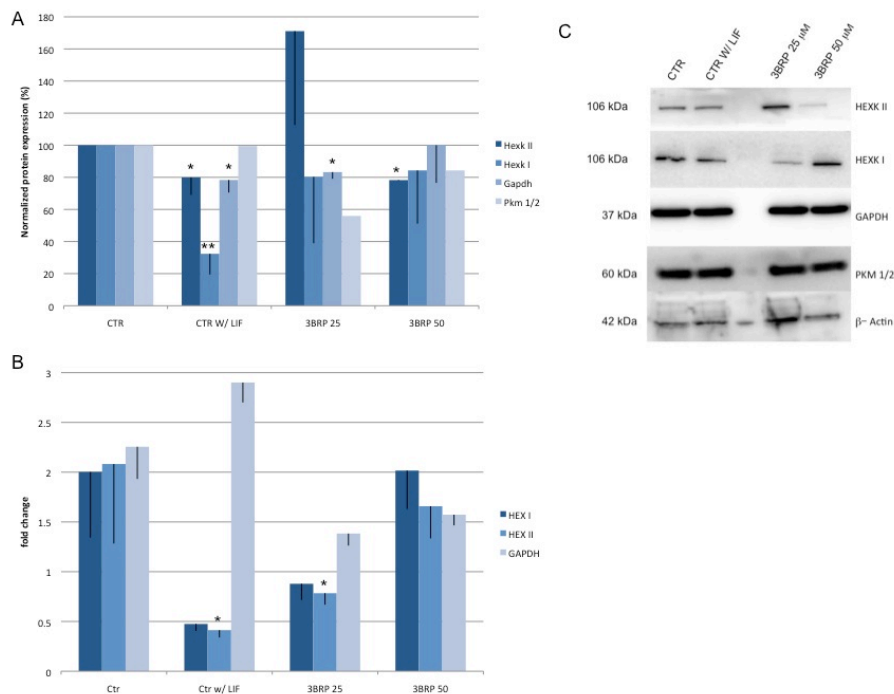 A
180
160
140
120
100
80
60
40
20
0
Normalized protein expression (%)
*
**
*
*
*
CTR
CTR W/ LIF
3BRP 25
3BRP 50
Hexk II
Hexk I
Gapdh
Pkm 1/2
B
3
2.5
2
1.5
1
0.5
0
fold change
*
*
Ctr
Ctr w/ LIF
3BRP 25
3BRP 50
HEX I
HEX II
GAPDH
C
CTR
CTR W/ LIF
3BRP 25 µM
3BRP 50 µM
106 kDa
HEXK II
106 kDa
HEXK I
37 kDa
GAPDH
60 kDa
PKM 1/2
42 kDa
β- Actin